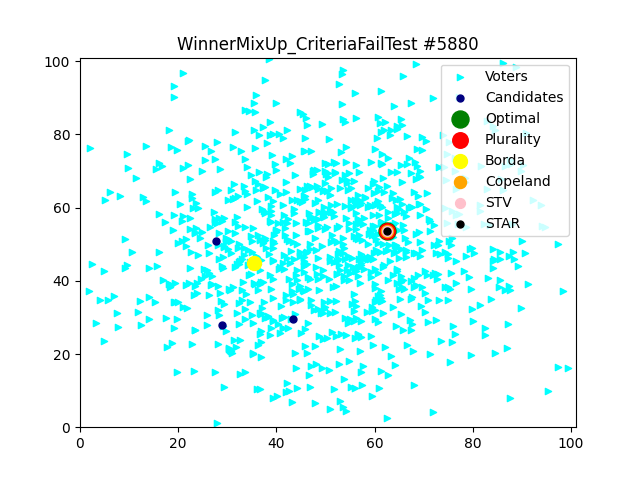 WinnerMixUp_CriteriaFailTest #5880
100
80
60
40
20
0
0 20 40 60 80 100
Voters
Candidates
Optimal
Plurality
Borda
Copeland
STV
STAR